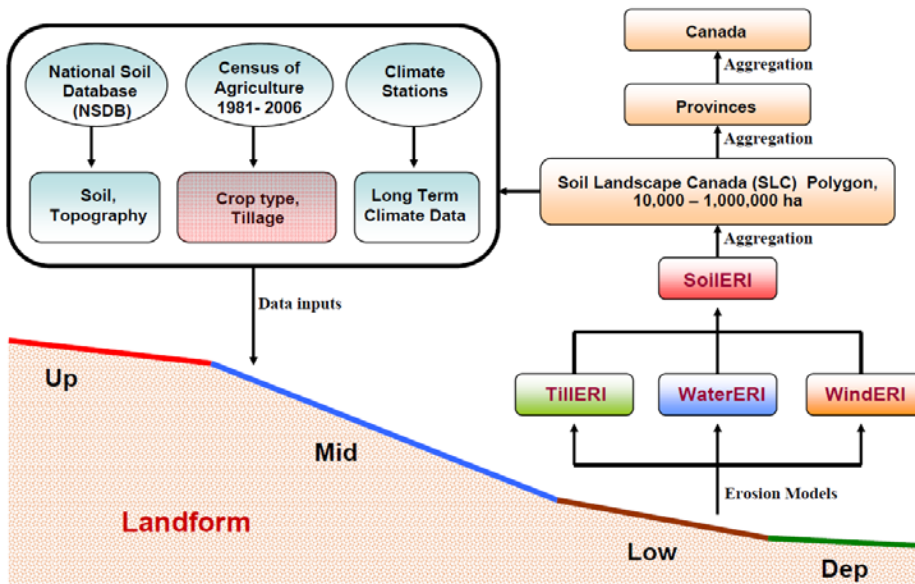 National Soil
Database
(NSDB)
Census of
Agriculture
1981- 2006
Climate
Stations
Soil,
Topography
Crop type,
Tillage
Long Term
Climate Data
Canada
Aggregation
Provinces
Aggregation
Soil Landscape Canada (SLC) Polygon,
10,000 – 1,000,000 ha
Aggregation
SoilERI
TillERI
WaterERI
WindERI
Erosion Models
Data inputs
Up
Mid
Landform
Low
Dep